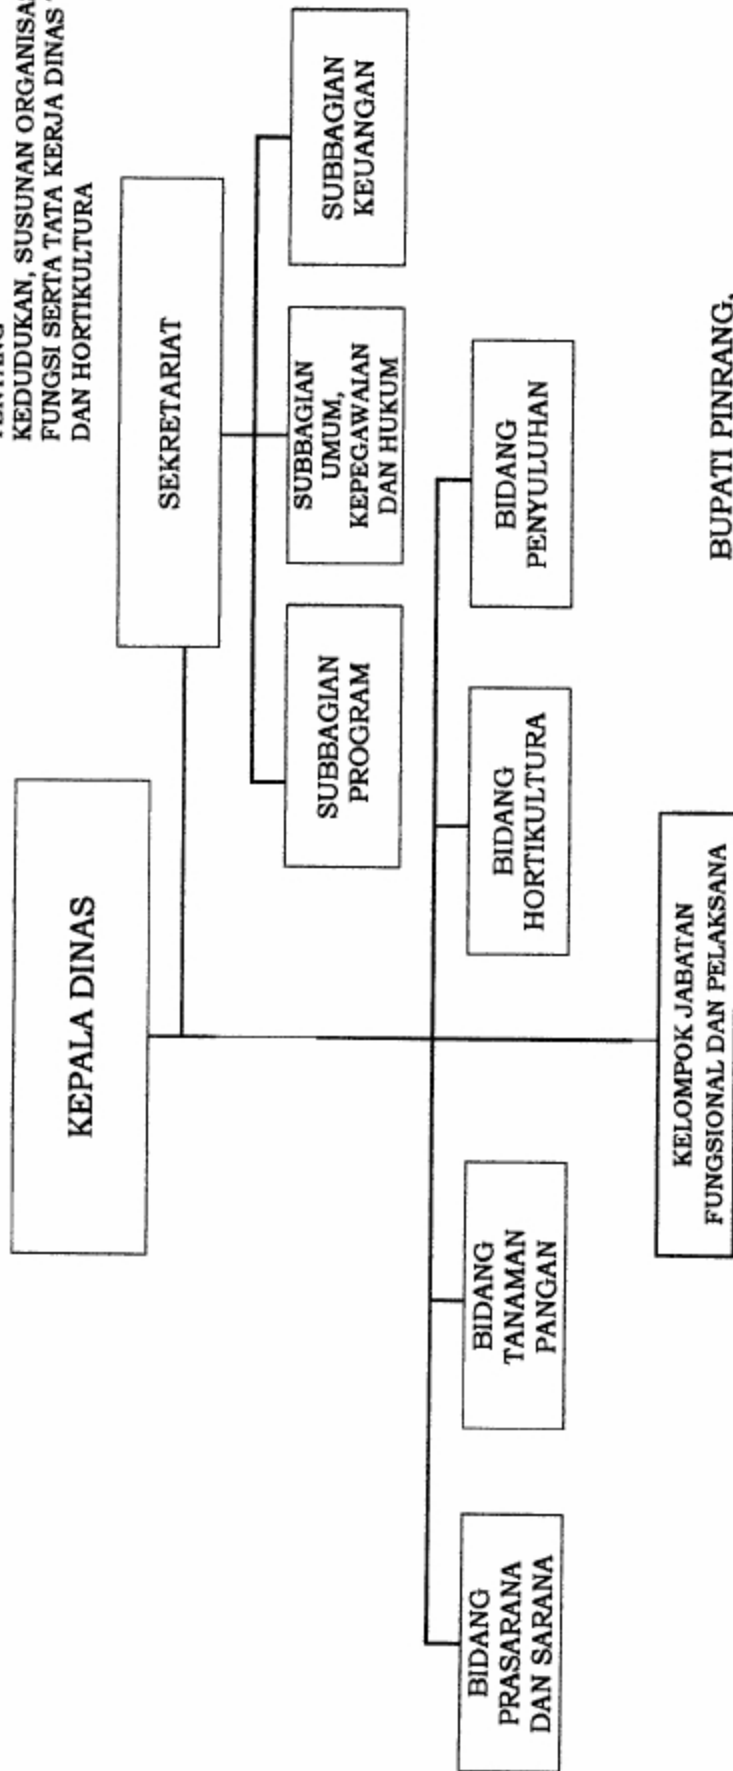 KEDUDUKAN, SUSUNAN
FUNGSI SERTA TATA KERJA DINAS
DAN HORTIKULTURA
KEPALA DINAS
SEKRETARIAT
SUBBAGIAN
PROGRAM
SUBBAGIAN
UMUM,
KEPEGAWAIAN
DAN HUKUM
SUBBAGIAN
KEUANGAN
BIDANG
PRASARANA
DAN SARANA
BIDANG
TANAMAN
PANGAN
BIDANG
HORTIKULTURA
BIDANG
PENYULUHAN
KELOMPOK JABATAN
FUNGSIONAL DAN PELAKSANA
BUPATI PINRANG,